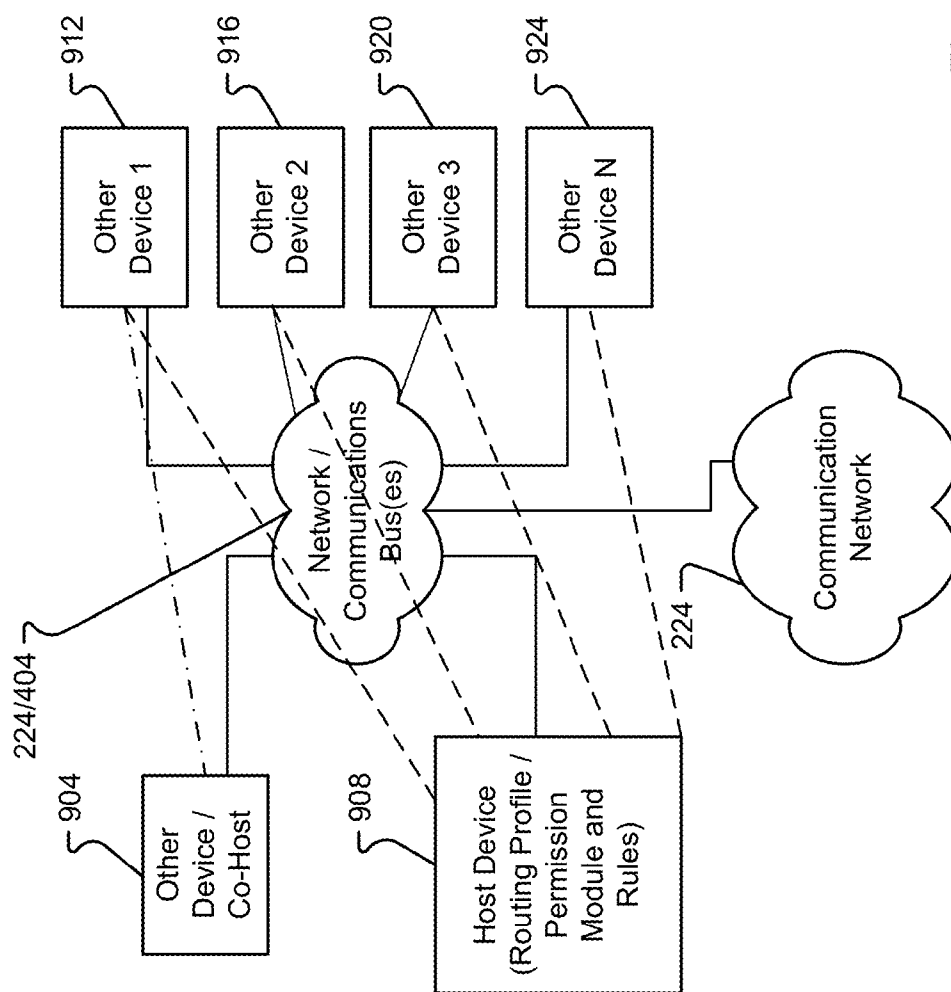 224/404
904
Other
Device /
Co-Host
908
Host Device
(Routing Profile /
Permission
Module and
Rules)
Network /
Communications
Bus(es)
912
Other
Device 1
916
Other
Device 2
920
Other
Device 3
924
Other
Device N
224
Communication
Network